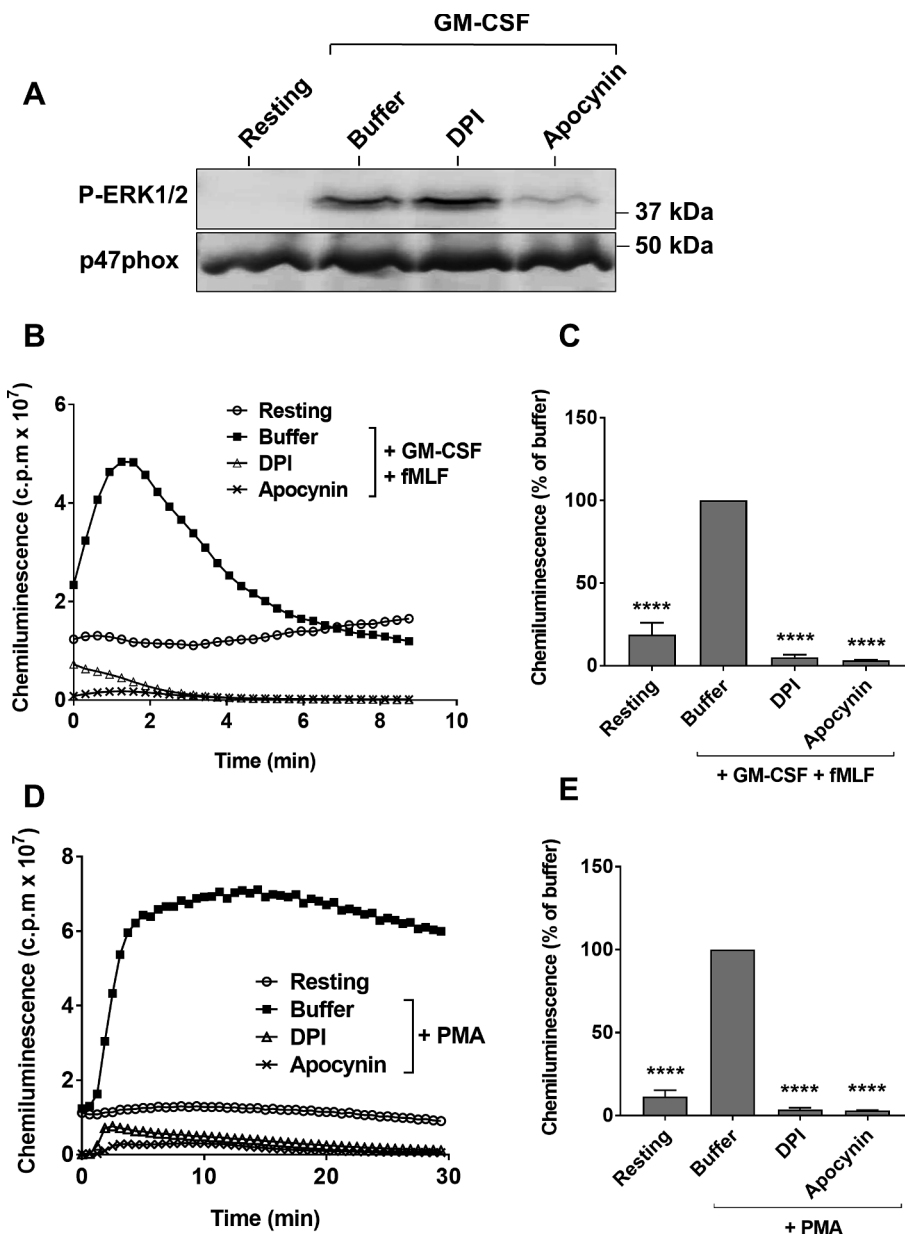 GM-CSF
A
Resting
Buffer
DPI
Apocynin
P-ERK1/2
37 kDa
50 kDa
p47phox
B
Chemiluminescence (c.p.m x 10⁷)
6
4
2
0
0 2 4 6 8 10
Time (min)
Resting
Buffer
DPI
Apocynin
+ GM-CSF
+ fMLF
C
Chemiluminescence (% of buffer)
150
100
50
0
****
****
****
Resting
Buffer
DPI
Apocynin
+ GM-CSF + fMLF
D
Chemiluminescence (c.p.m x 10⁷)
8
6
4
2
0
0 10 20 30
Time (min)
Resting
Buffer
DPI
Apocynin
+ PMA
E
Chemiluminescence (% of buffer)
150
100
50
0
****
****
****
Resting
Buffer
DPI
Apocynin
+ PMA